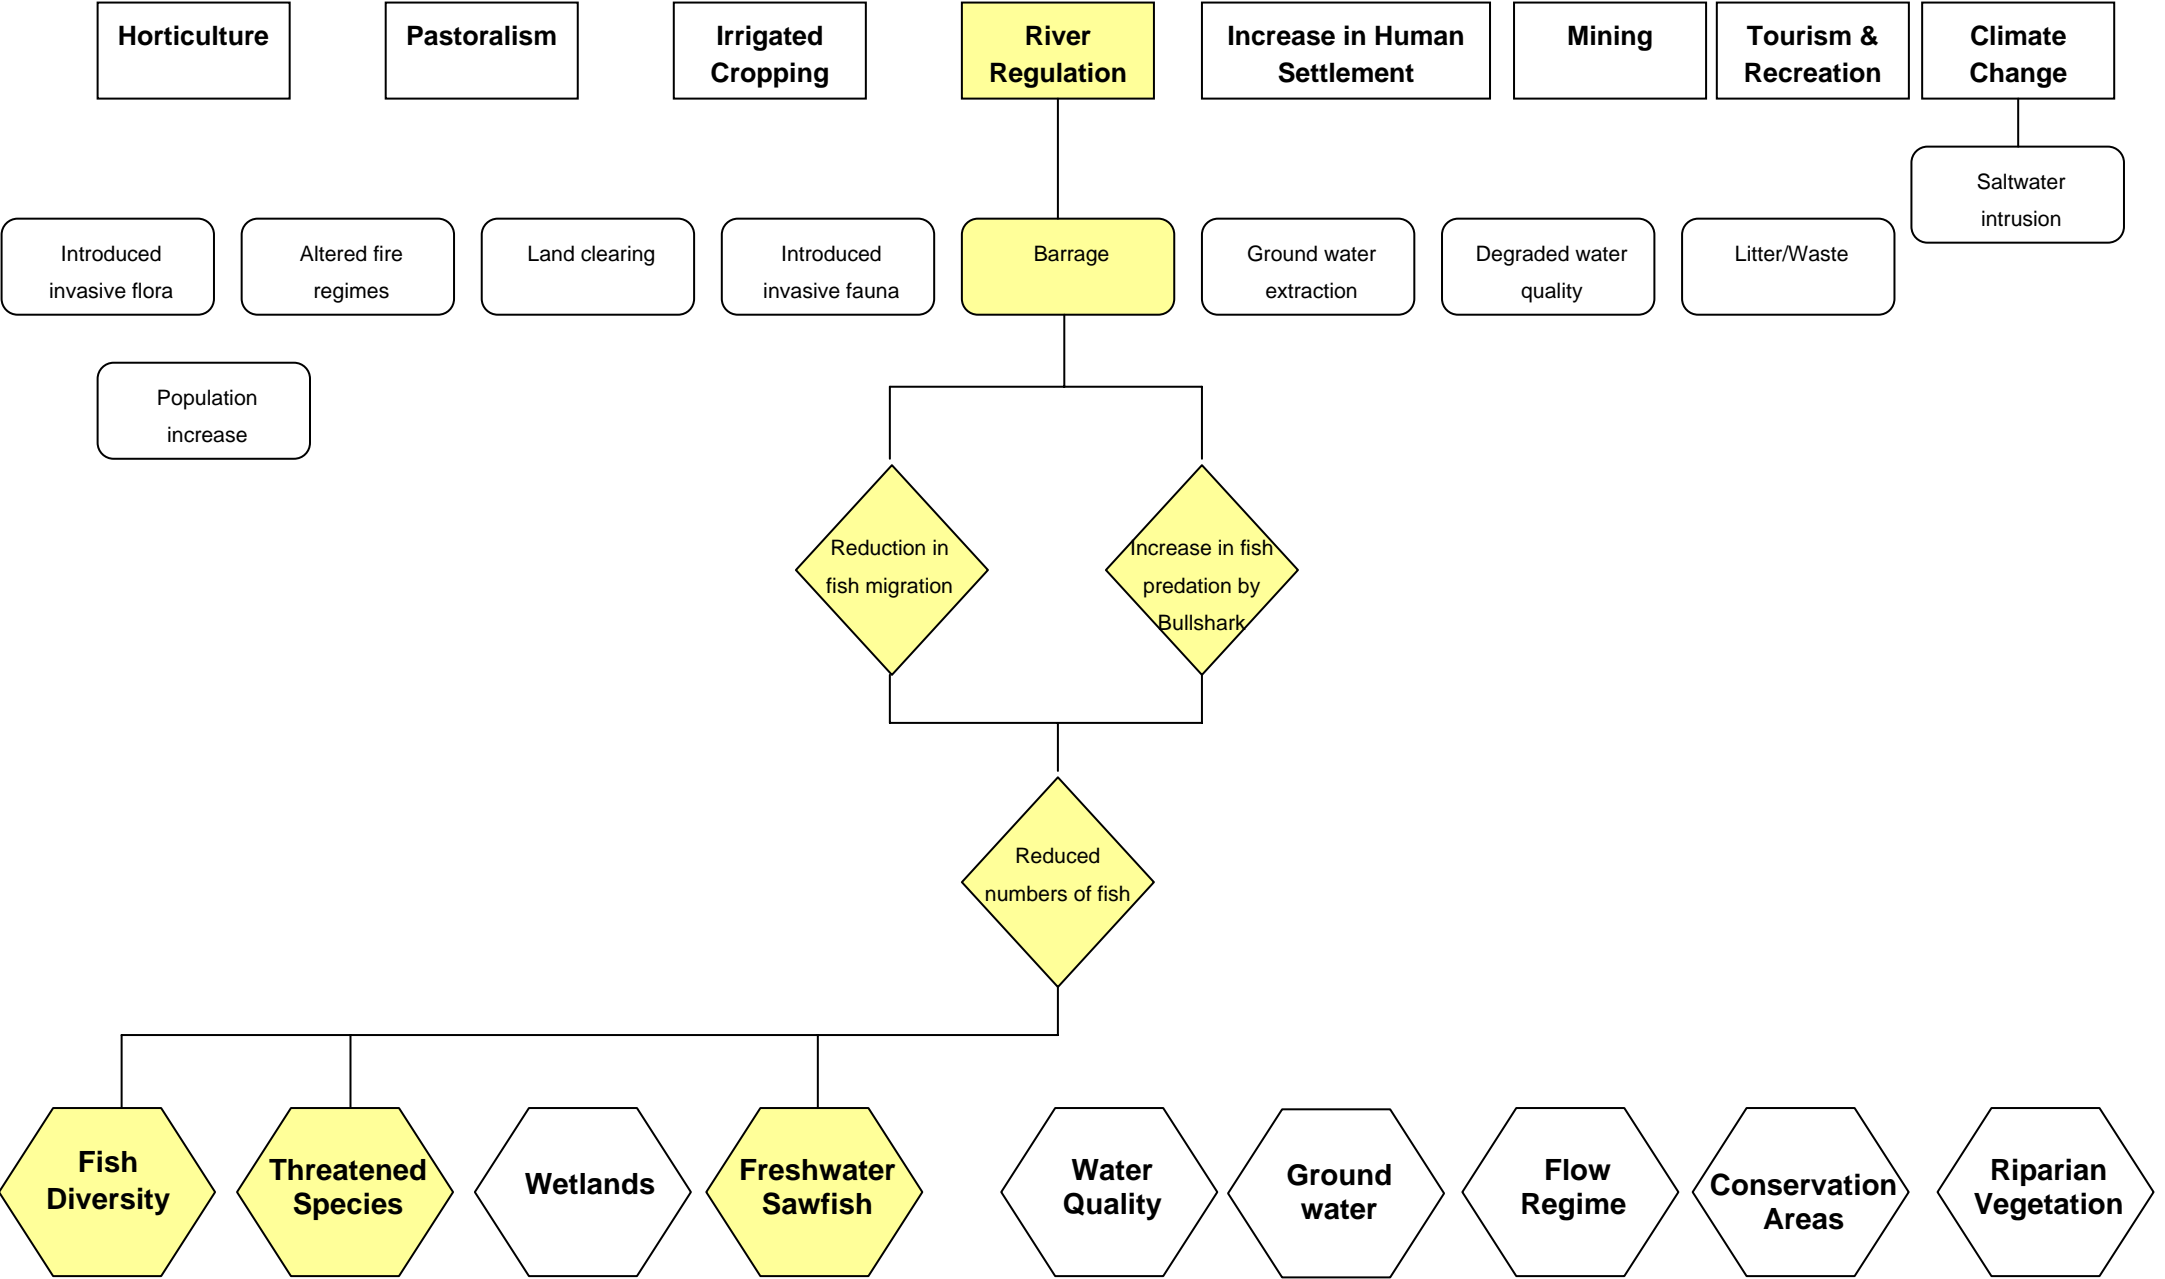 Horticulture
Pastoralism
Irrigated
Cropping
River
Regulation
Increase in Human
Settlement
Mining
Tourism &
Recreation
Climate
Change
Saltwater
intrusion
Introduced
invasive flora
Altered fire
regimes
Land clearing
Introduced
invasive fauna
Barrage
Ground water
extraction
Degraded water
quality
Litter/Waste
Population
increase
Reduction in
fish migration
Increase in fish
predation by
Bullshark
Reduced
numbers of fish
Fish
Diversity
Threatened
Species
Wetlands
Freshwater
Sawfish
Water
Quality
Ground
water
Flow
Regime
Conservation
Areas
Riparian
Vegetation